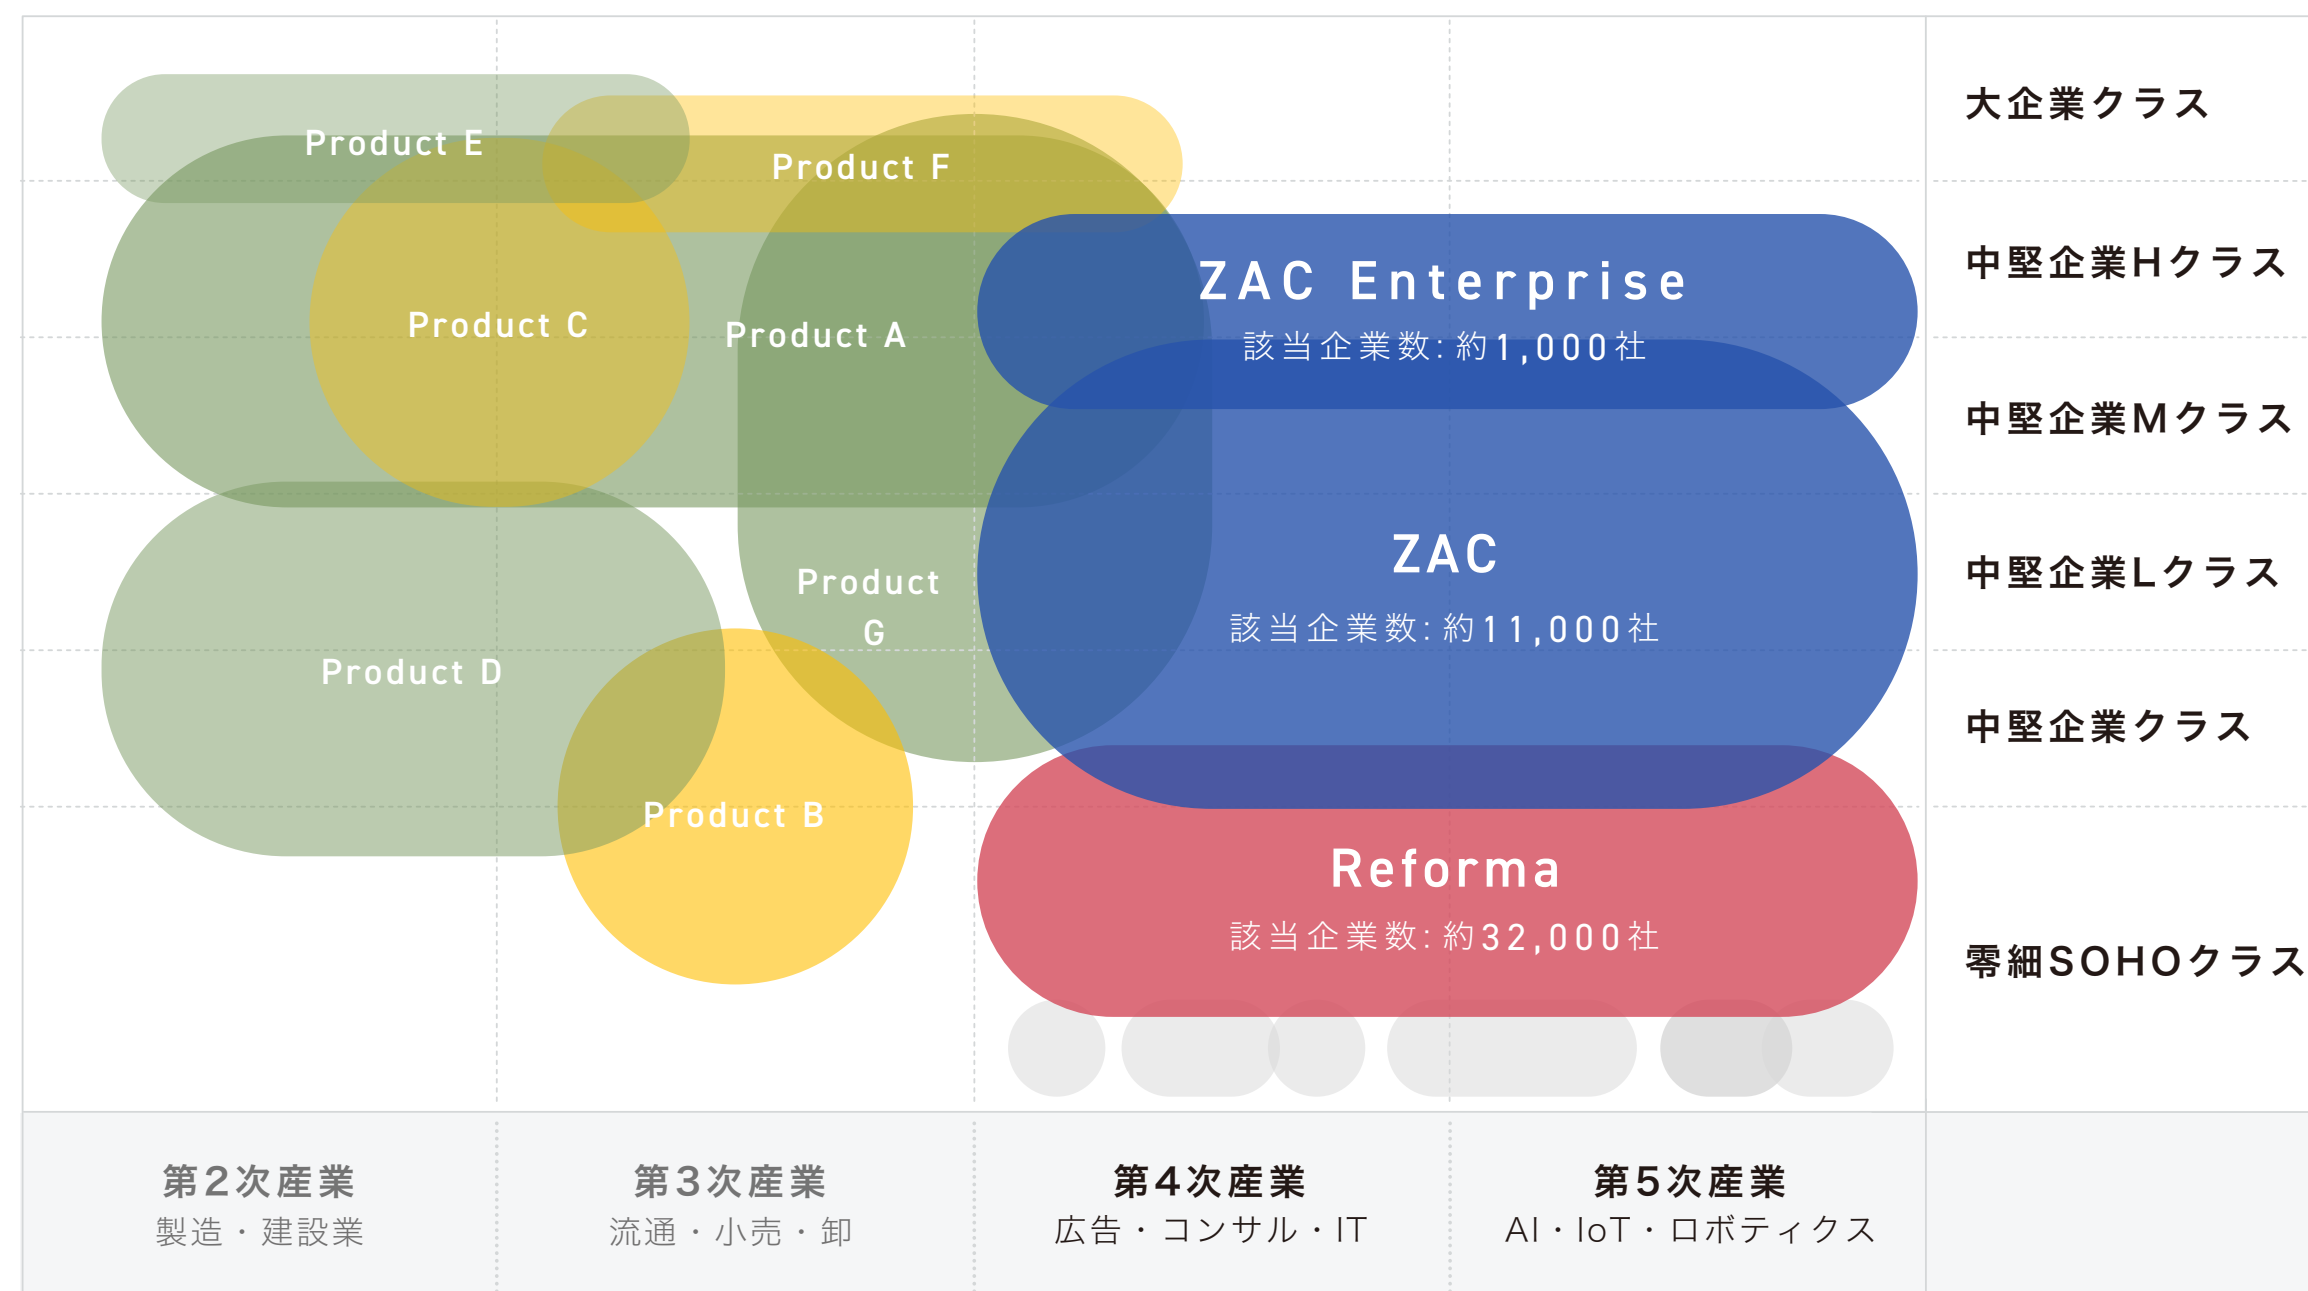 Product E
Product F
Product C
Product A
Product
G
Product D
Product B
ZAC Enterprise
該当企業数: 約1,000社
ZAC
該当企業数: 約11,000社
Reforma
該当企業数: 約32,000社
大企業クラス
中堅企業Hクラス
中堅企業Mクラス
中堅企業Lクラス
中堅企業クラス
零細SOHOクラス
第2次産業
製造・建設業
第3次産業
流通・小売・卸
第4次産業
広告・コンサル・IT
第5次産業
AI・IoT・ロボティクス